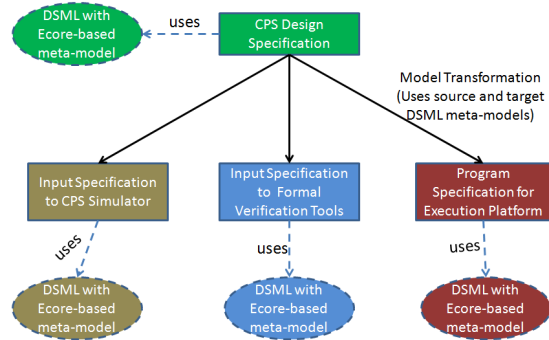 DSML with
Ecore-based
meta-model
uses
CPS Design
Specification
Model Transformation
(Uses source and target
DSML meta-models)
Input Specification
to CPS Simulator
Input Specification
to Formal
Verification Tools
Program
Specification for
Execution Platform
uses
uses
uses
DSML with
Ecore-based
meta-model
DSML with
Ecore-based
meta-model
DSML with
Ecore-based
meta-model